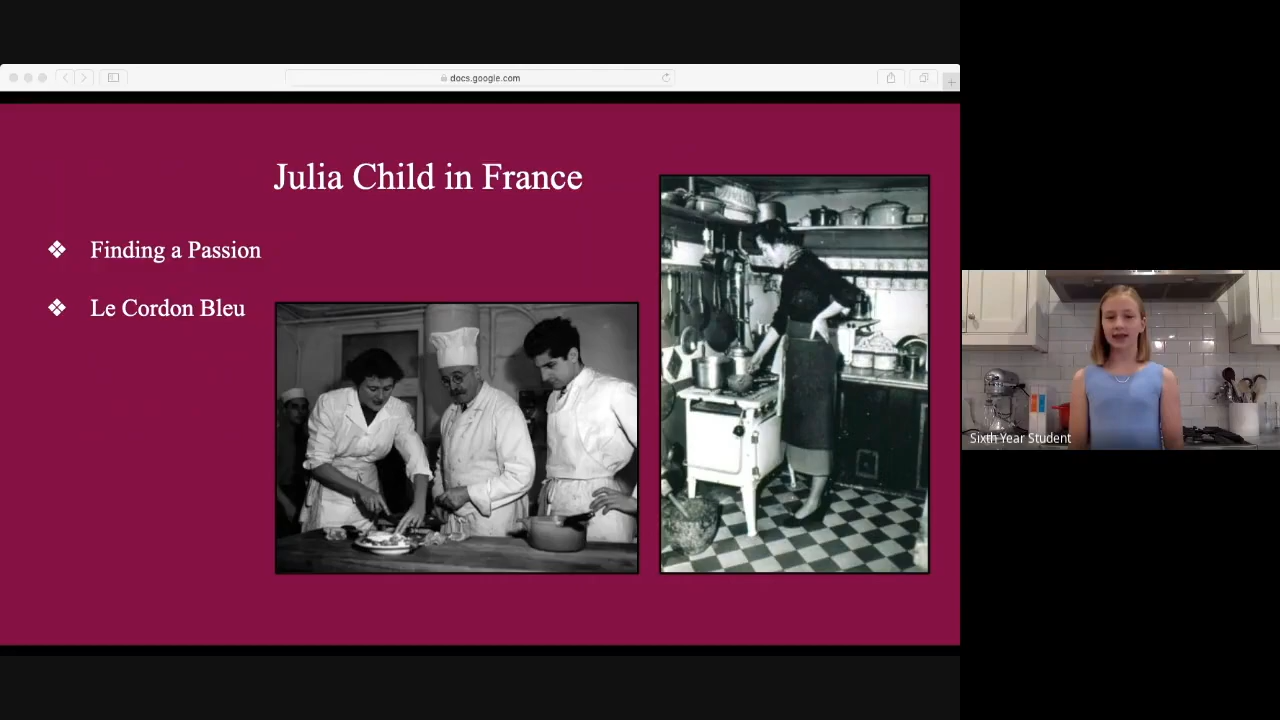 docs.google.com
Julia Child in France
❖ Finding a Passion
❖ Le Cordon Bleu
Sixth Year Student